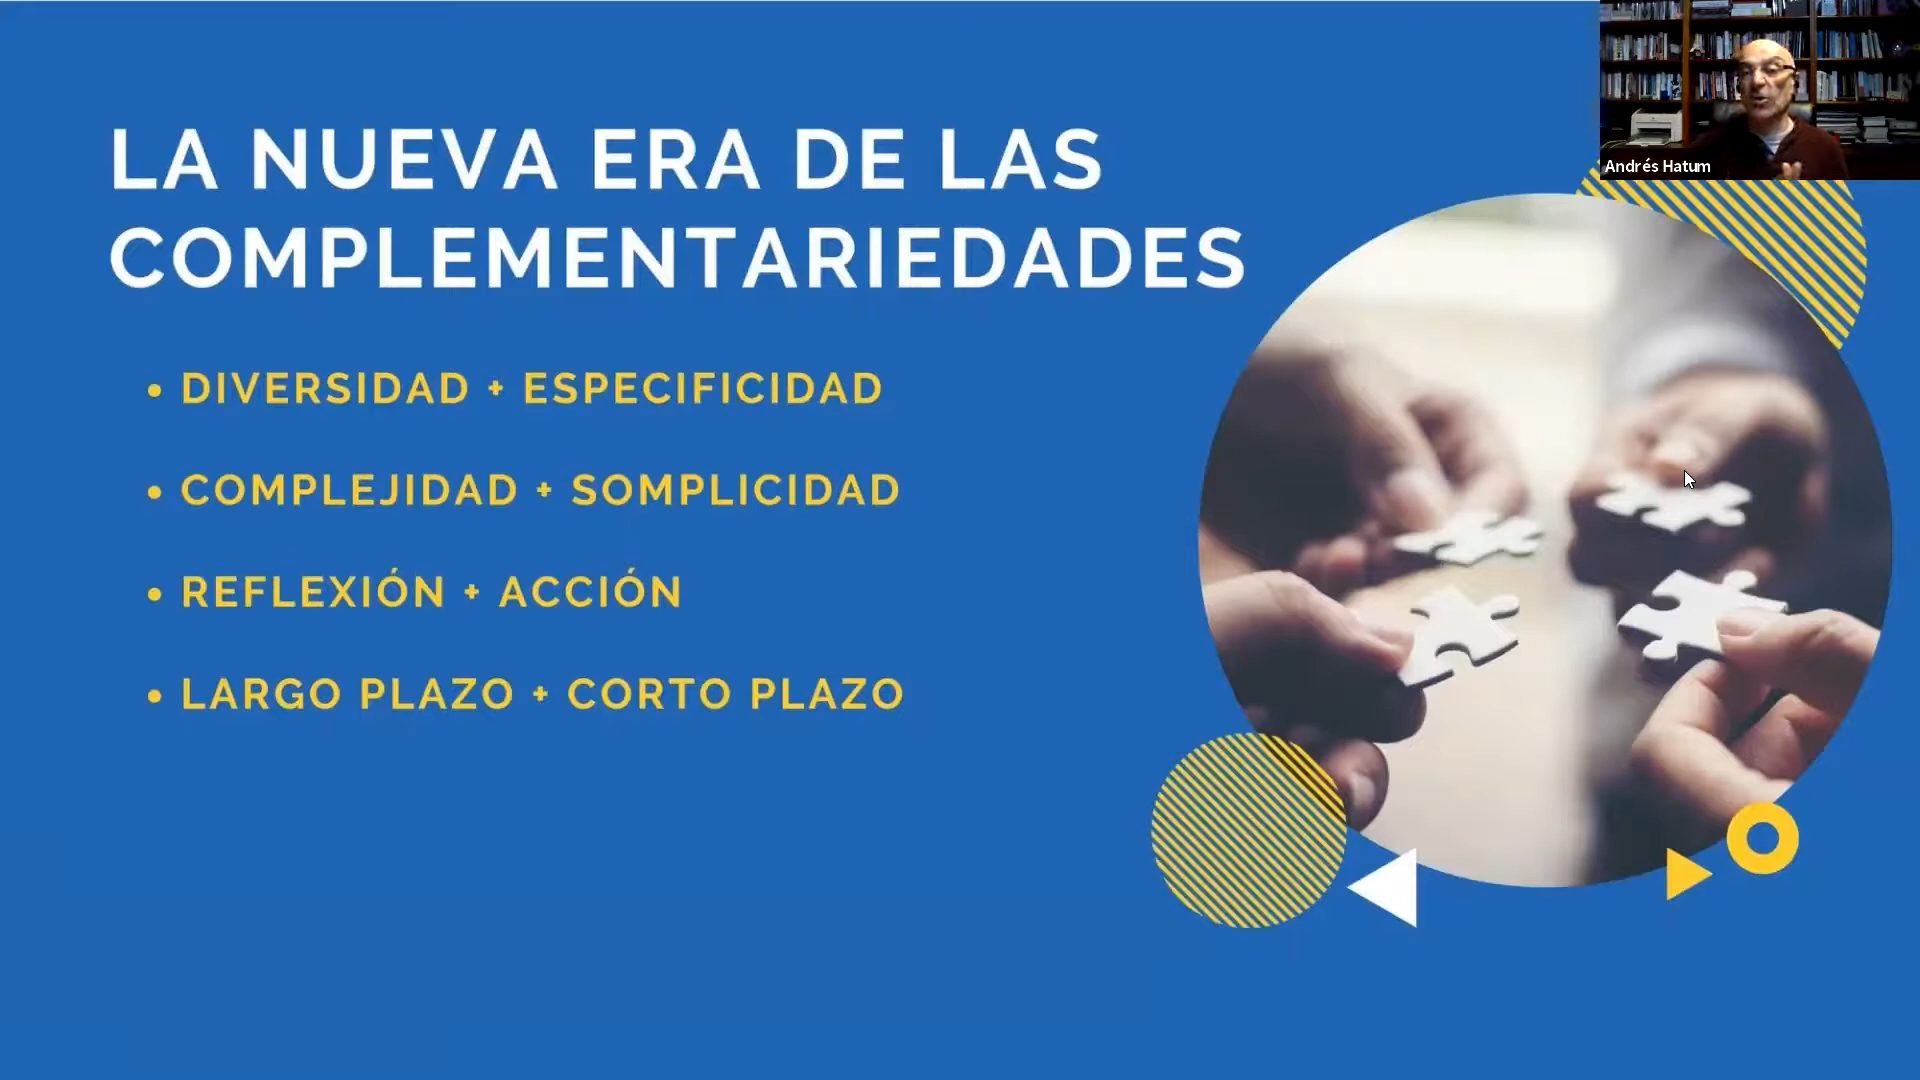 LA NUEVA ERA DE LAS
COMPLEMENTARIEDADES
• DIVERSIDAD + ESPECIFICIDAD
• COMPLEJIDAD + SOMPLICIDAD
• REFLEXIÓN + ACCIÓN
• LARGO PLAZO + CORTO PLAZO
Andrés Hatum